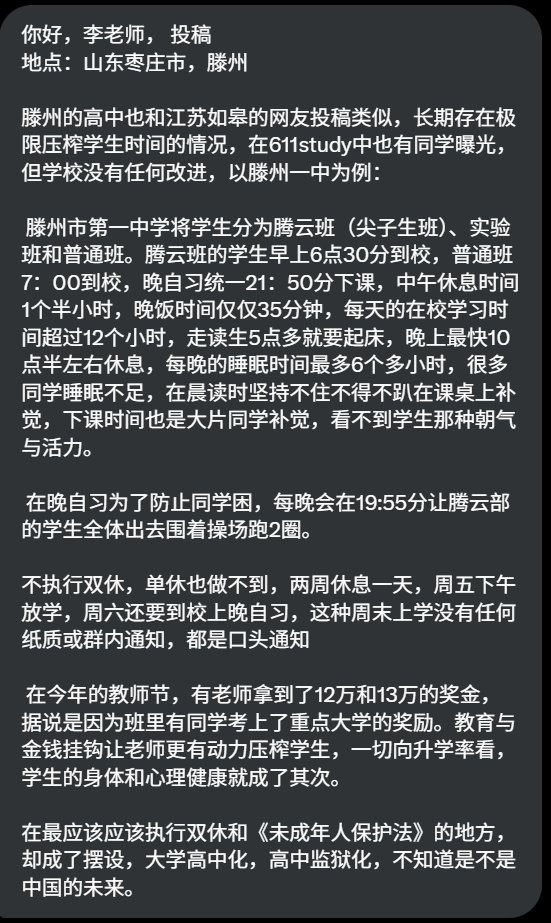 你好，李老师， 投稿
地点：山东枣庄市，滕州
滕州的高中也和江苏如皋的网友投稿类似，长期存在极
限压榨学生时间的情况，在611study中也有同学曝光，
但学校没有任何改进，以滕州一中为例：
滕州市第一中学将学生分为腾云班（尖子生班）、实验
班和普通班。腾云班的学生早上6点30分到校，普通班
7：00到校，晚自习统一21：50分下课，中午休息时间
1个半小时，晚饭时间仅仅35分钟，每天的在校学习时
间超过12个小时，走读生5点多就要起床，晚上最快10
点半左右休息，每晚的睡眠时间最多6个多小时，很多
同学睡眠不足，在晨读时坚持不住不得不趴在课桌上补
觉，下课时间也是大片同学补觉，看不到学生那种朝气
与活力。
在晚自习为了防止同学困，每晚会在19:55分让腾云部
的学生全体出去围着操场跑2圈。
不执行双休，单休也做不到，两周休息一天，周五下午
放学，周六还要到校上晚自习，这种周末上学没有任何
纸质或群内通知，都是口头通知
在今年的教师节，有老师拿到了12万和13万的奖金，
据说是因为班里有同学考上了重点大学的奖励。教育与
金钱挂钩让老师更有动力压榨学生，一切向升学率看，
学生的身体和心理健康就成了其次。
在最应该应该执行双休和《未成年人保护法》的地方，
却成了摆设，大学高中化，高中监狱化，不知道是不是
中国的未来。